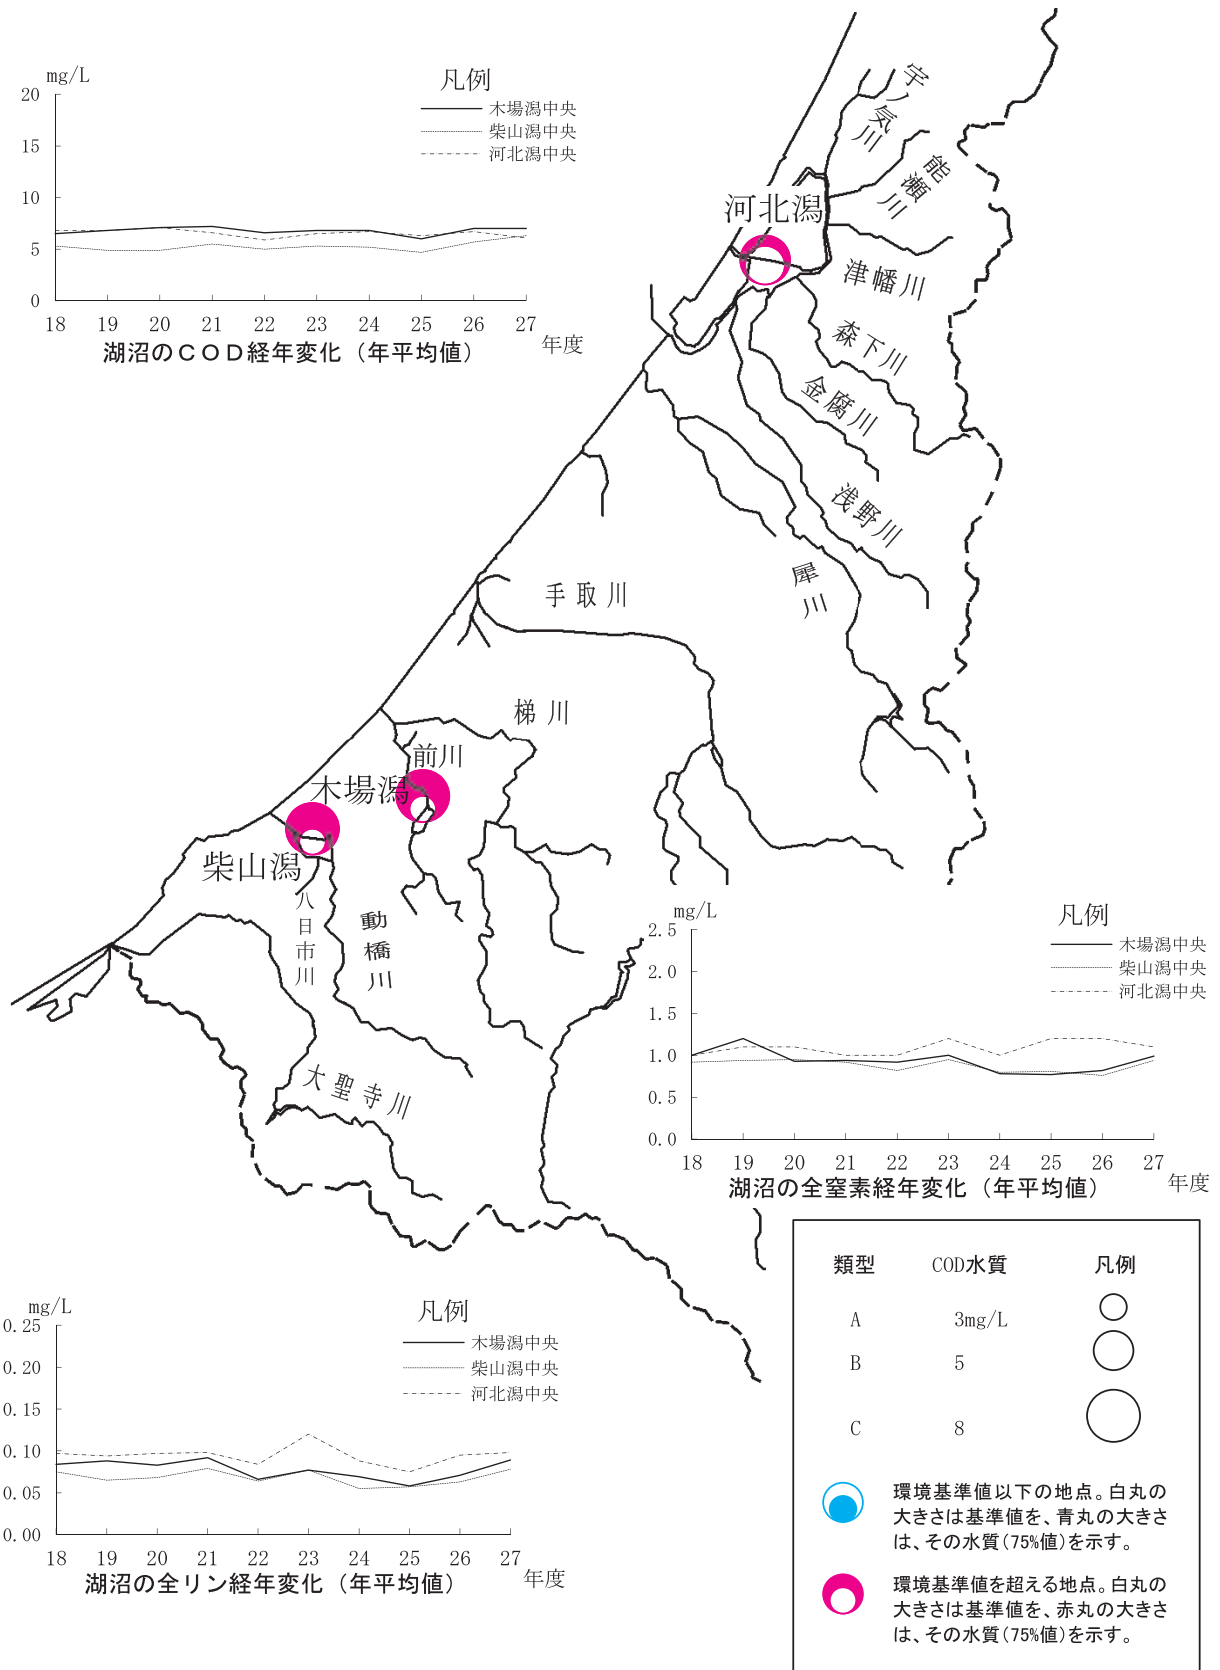 mg/L
凡例
木場潟中央
柴山潟中央
河北潟中央
20
15
10
5
0
18 19 20 21 22 23 24 25 26 27
年度
湖沼のCOD経年変化（年平均値）
宇ノ気川
能瀬川
河北潟
津幡川
森下川
金腐川
浅野川
犀川
手取川
梯川
前川
木場潟
柴山潟
八日市川
動橋川
大聖寺川
mg/L
凡例
木場潟中央
柴山潟中央
河北潟中央
2.5
2.0
1.5
1.0
0.5
0.0
18 19 20 21 22 23 24 25 26 27
年度
湖沼の全窒素経年変化（年平均値）
mg/L
凡例
木場潟中央
柴山潟中央
河北潟中央
0.25
0.20
0.15
0.10
0.05
0.00
18 19 20 21 22 23 24 25 26 27
年度
湖沼の全リン経年変化（年平均値）
類型 COD水質 凡例
A 3mg/L
B 5
C 8
環境基準値以下の地点。白丸の
大きさは基準値を、青丸の大きさ
は、その水質(75%値)を示す。
環境基準値を超える地点。白丸の
大きさは基準値を、赤丸の大きさ
は、その水質(75%値)を示す。